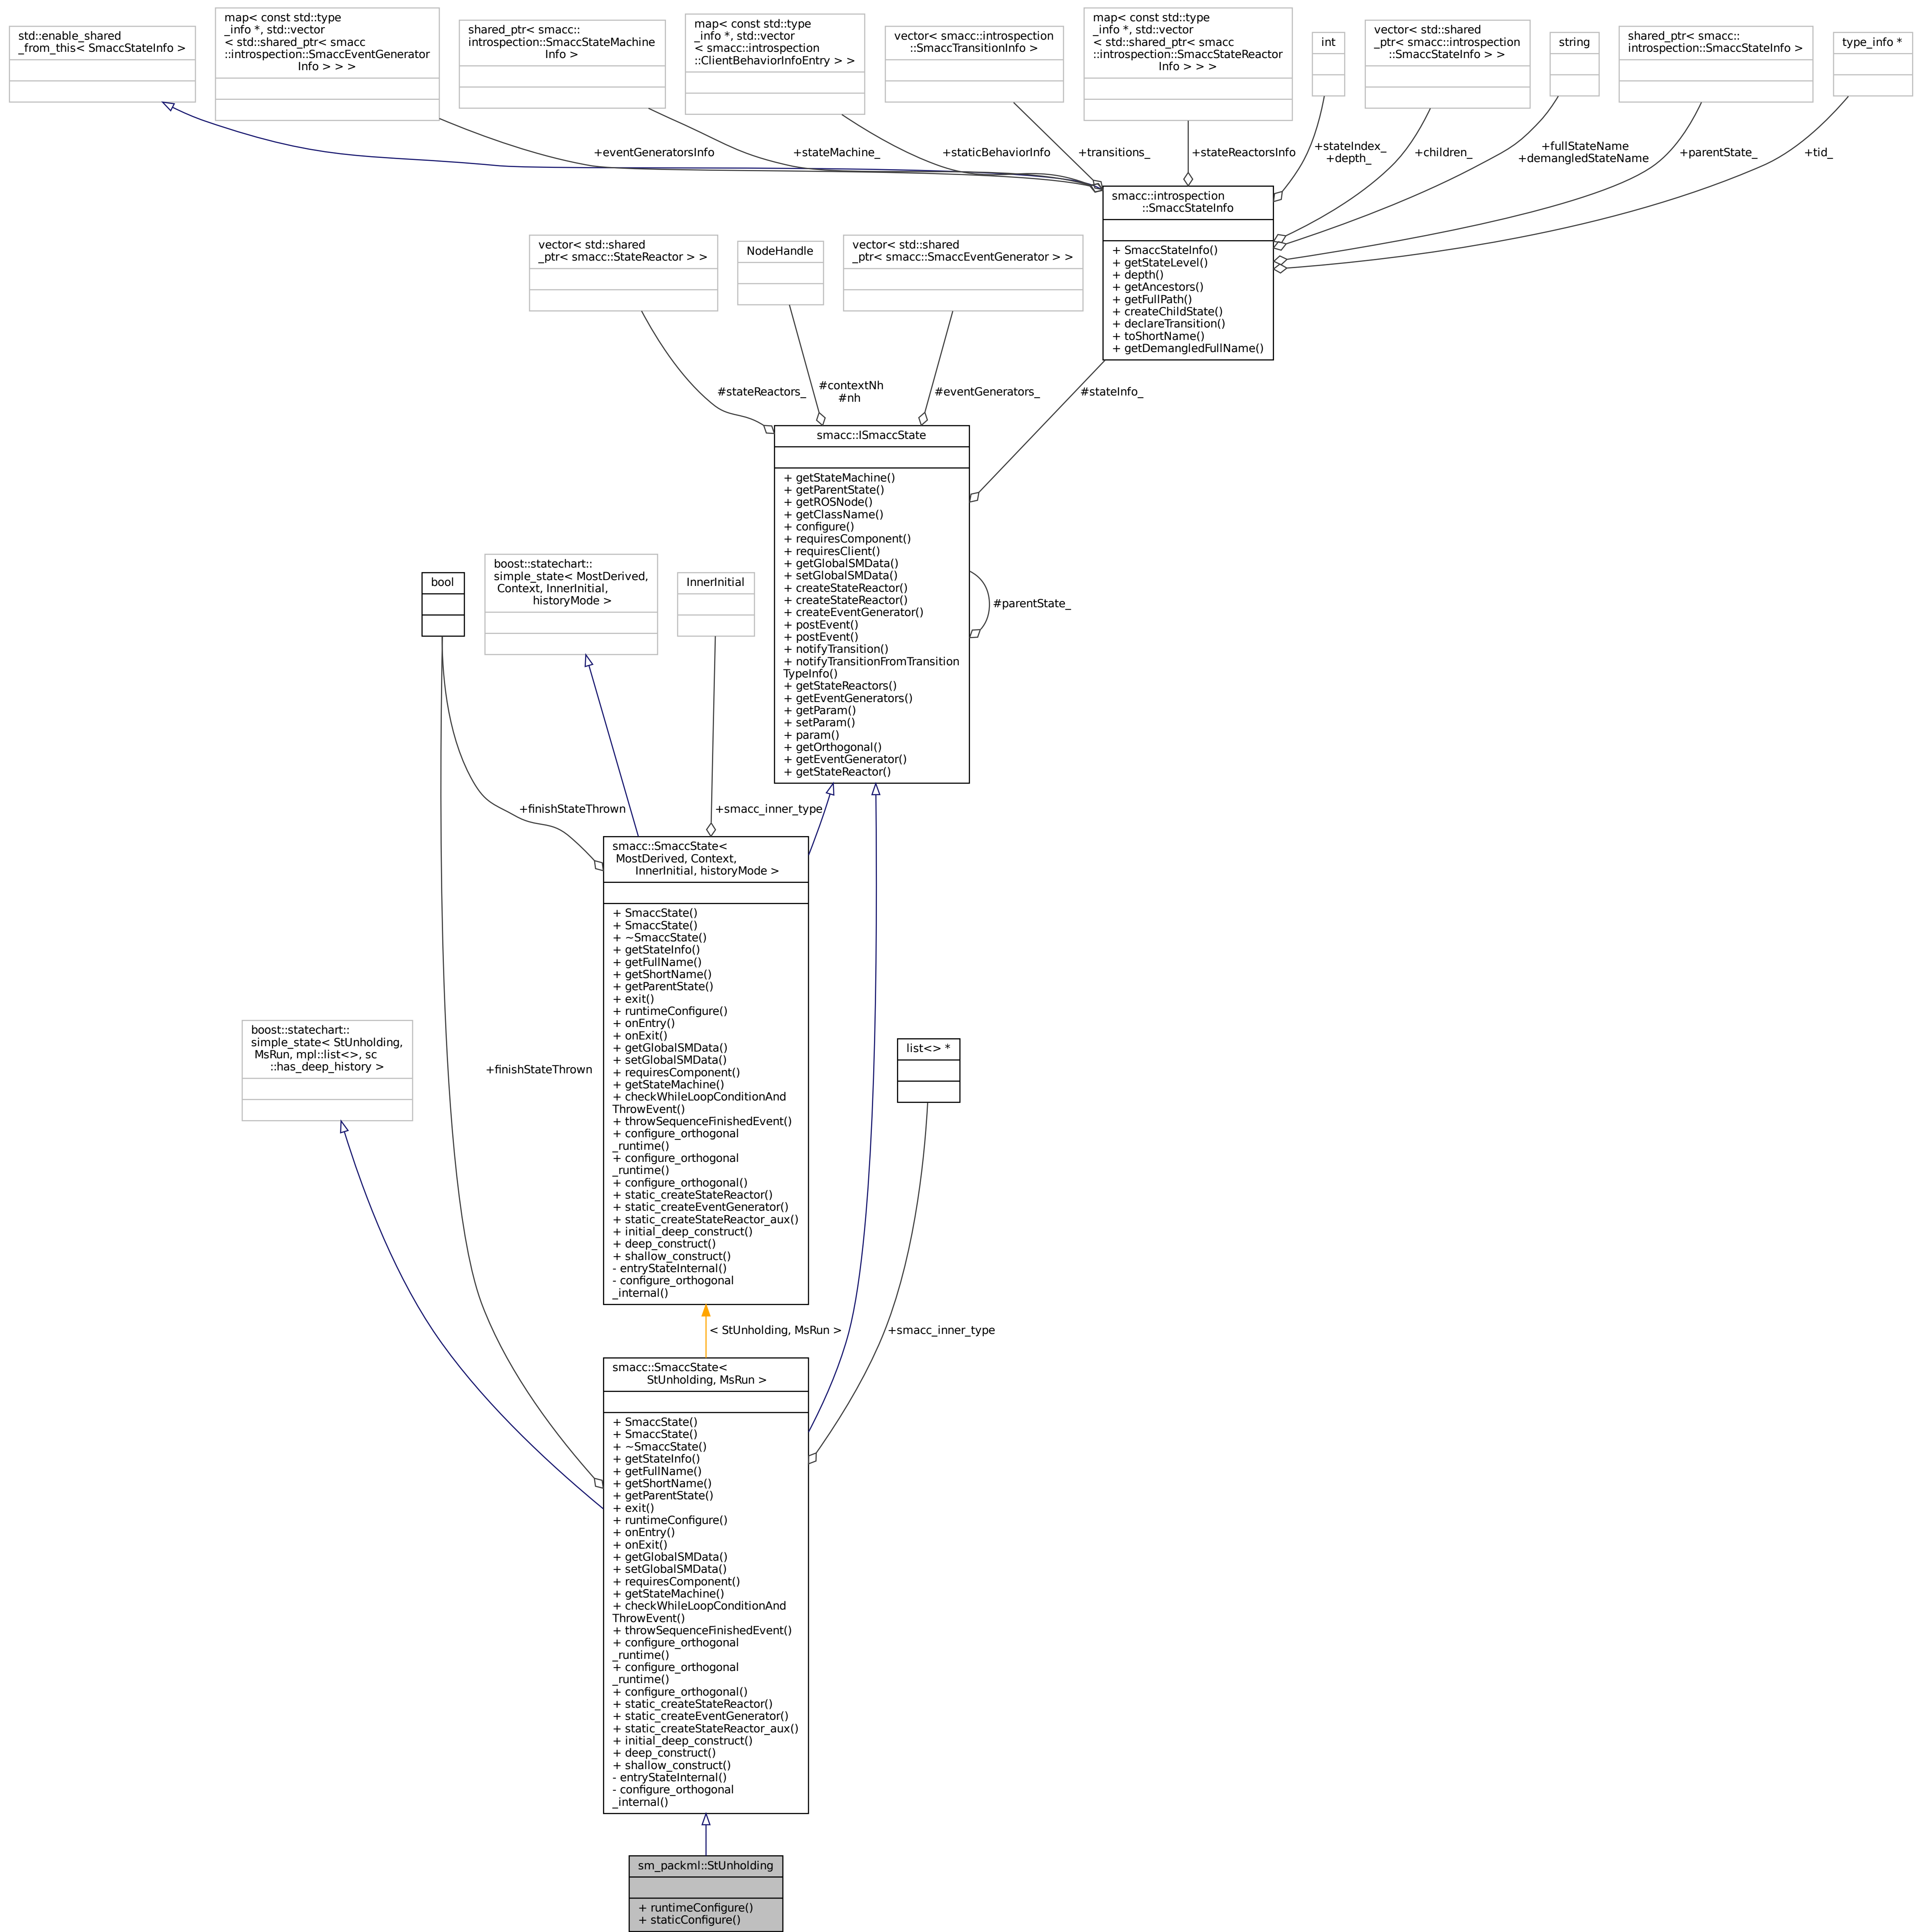 std::enable_shared
_from_this< SmaccStateInfo >
map< const std::type
_info *, std::vector
< std::shared_ptr< smacc
::introspection::SmaccEventGenerator
Info > > >
shared_ptr< smacc::
introspection::SmaccStateMachine
Info >
map< const std::type
_info *, std::vector
< smacc::introspection
::ClientBehaviorInfoEntry > >
vector< smacc::introspection
::SmaccTransitionInfo >
map< const std::type
_info *, std::vector
< std::shared_ptr< smacc
::introspection::SmaccStateReactor
Info > > >
int
vector< std::shared
_ptr< smacc::introspection
::SmaccStateInfo > >
string
shared_ptr< smacc::
introspection::SmaccStateInfo >
type_info *
+eventGeneratorsInfo
+stateMachine_
+staticBehaviorInfo
+transitions_
+stateReactorsInfo
+stateIndex_
+depth_
+children_
+fullStateName
+demangledStateName
+parentState_
+tid_
smacc::introspection
::SmaccStateInfo
+ SmaccStateInfo()
+ getStateLevel()
+ depth()
+ getAncestors()
+ getFullPath()
+ createChildState()
+ declareTransition()
+ toShortName()
+ getDemangledFullName()
vector< std::shared
_ptr< smacc::StateReactor > >
NodeHandle
vector< std::shared
_ptr< smacc::SmaccEventGenerator > >
#stateReactors_
#contextNh
#nh
#eventGenerators_
#stateInfo_
smacc::ISmaccState
+ getStateMachine()
+ getParentState()
+ getROSNode()
+ getClassName()
+ configure()
+ requiresComponent()
+ requiresClient()
+ getGlobalSMData()
+ setGlobalSMData()
+ createStateReactor()
+ createStateReactor()
+ createEventGenerator()
+ postEvent()
+ postEvent()
+ notifyTransition()
+ notifyTransitionFromTransition
TypeInfo()
+ getStateReactors()
+ getEventGenerators()
+ getParam()
+ setParam()
+ param()
+ getOrthogonal()
+ getEventGenerator()
+ getStateReactor()
#parentState_
bool
boost::statechart::
simple_state< MostDerived,
Context, InnerInitial,
historyMode >
InnerInitial
+finishStateThrown
+smacc_inner_type
smacc::SmaccState<
MostDerived, Context,
InnerInitial, historyMode >
+ SmaccState()
+ SmaccState()
+ ~SmaccState()
+ getStateInfo()
+ getFullName()
+ getShortName()
+ getParentState()
+ exit()
+ runtimeConfigure()
+ onEntry()
+ onExit()
+ getGlobalSMData()
+ setGlobalSMData()
+ requiresComponent()
+ getStateMachine()
+ checkWhileLoopConditionAnd
ThrowEvent()
+ throwSequenceFinishedEvent()
+ configure_orthogonal
_runtime()
+ configure_orthogonal
_runtime()
+ configure_orthogonal()
+ static_createStateReactor()
+ static_createEventGenerator()
+ static_createStateReactor_aux()
+ initial_deep_construct()
+ deep_construct()
+ shallow_construct()
- entryStateInternal()
- configure_orthogonal
_internal()
boost::statechart::
simple_state< StUnholding,
MsRun, mpl::list<>, sc
::has_deep_history >
+finishStateThrown
list<> *
< StUnholding, MsRun >
+smacc_inner_type
smacc::SmaccState<
StUnholding, MsRun >
+ SmaccState()
+ SmaccState()
+ ~SmaccState()
+ getStateInfo()
+ getFullName()
+ getShortName()
+ getParentState()
+ exit()
+ runtimeConfigure()
+ onEntry()
+ onExit()
+ getGlobalSMData()
+ setGlobalSMData()
+ requiresComponent()
+ getStateMachine()
+ checkWhileLoopConditionAnd
ThrowEvent()
+ throwSequenceFinishedEvent()
+ configure_orthogonal
_runtime()
+ configure_orthogonal
_runtime()
+ configure_orthogonal()
+ static_createStateReactor()
+ static_createEventGenerator()
+ static_createStateReactor_aux()
+ initial_deep_construct()
+ deep_construct()
+ shallow_construct()
- entryStateInternal()
- configure_orthogonal
_internal()
sm_packml::StUnholding
+ runtimeConfigure()
+ staticConfigure()